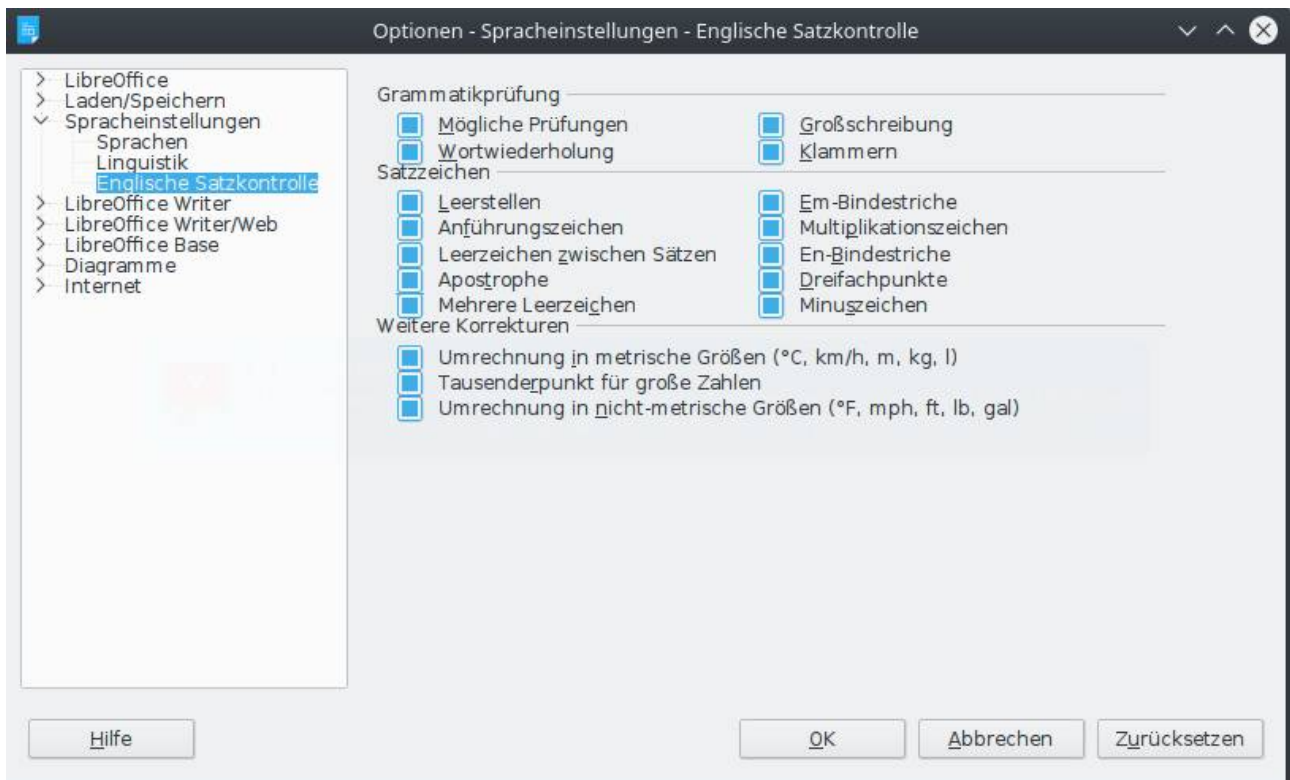 Optionen - Spracheinstellungen - Englische Satzkontrolle
LibreOffice
Laden/Speichern
Spracheinstellungen
Sprachen
Linguistik
Englische Satzkontrolle
LibreOffice Writer
LibreOffice Writer/Web
LibreOffice Base
Diagramme
Internet
Grammatikprüfung
Mögliche Prüfungen Großschreibung
Wortwiederholung Klammern
Satzzeichen
Leerstellen Em-Bindestriche
Anführungszeichen Multiplikationszeichen
Leerzeichen zwischen Sätzen En-Bindestriche
Apostrophe Dreifachpunkte
Mehrere Leerzeichen Minuszeichen
Weitere Korrekturen
Umrechnung in metrische Größen (°C, km/h, m, kg, l)
Tausenderpunkt für große Zahlen
Umrechnung in nicht-metrische Größen (°F, mph, ft, lb, gal)
Hilfe OK Abbrechen Zurücksetzen